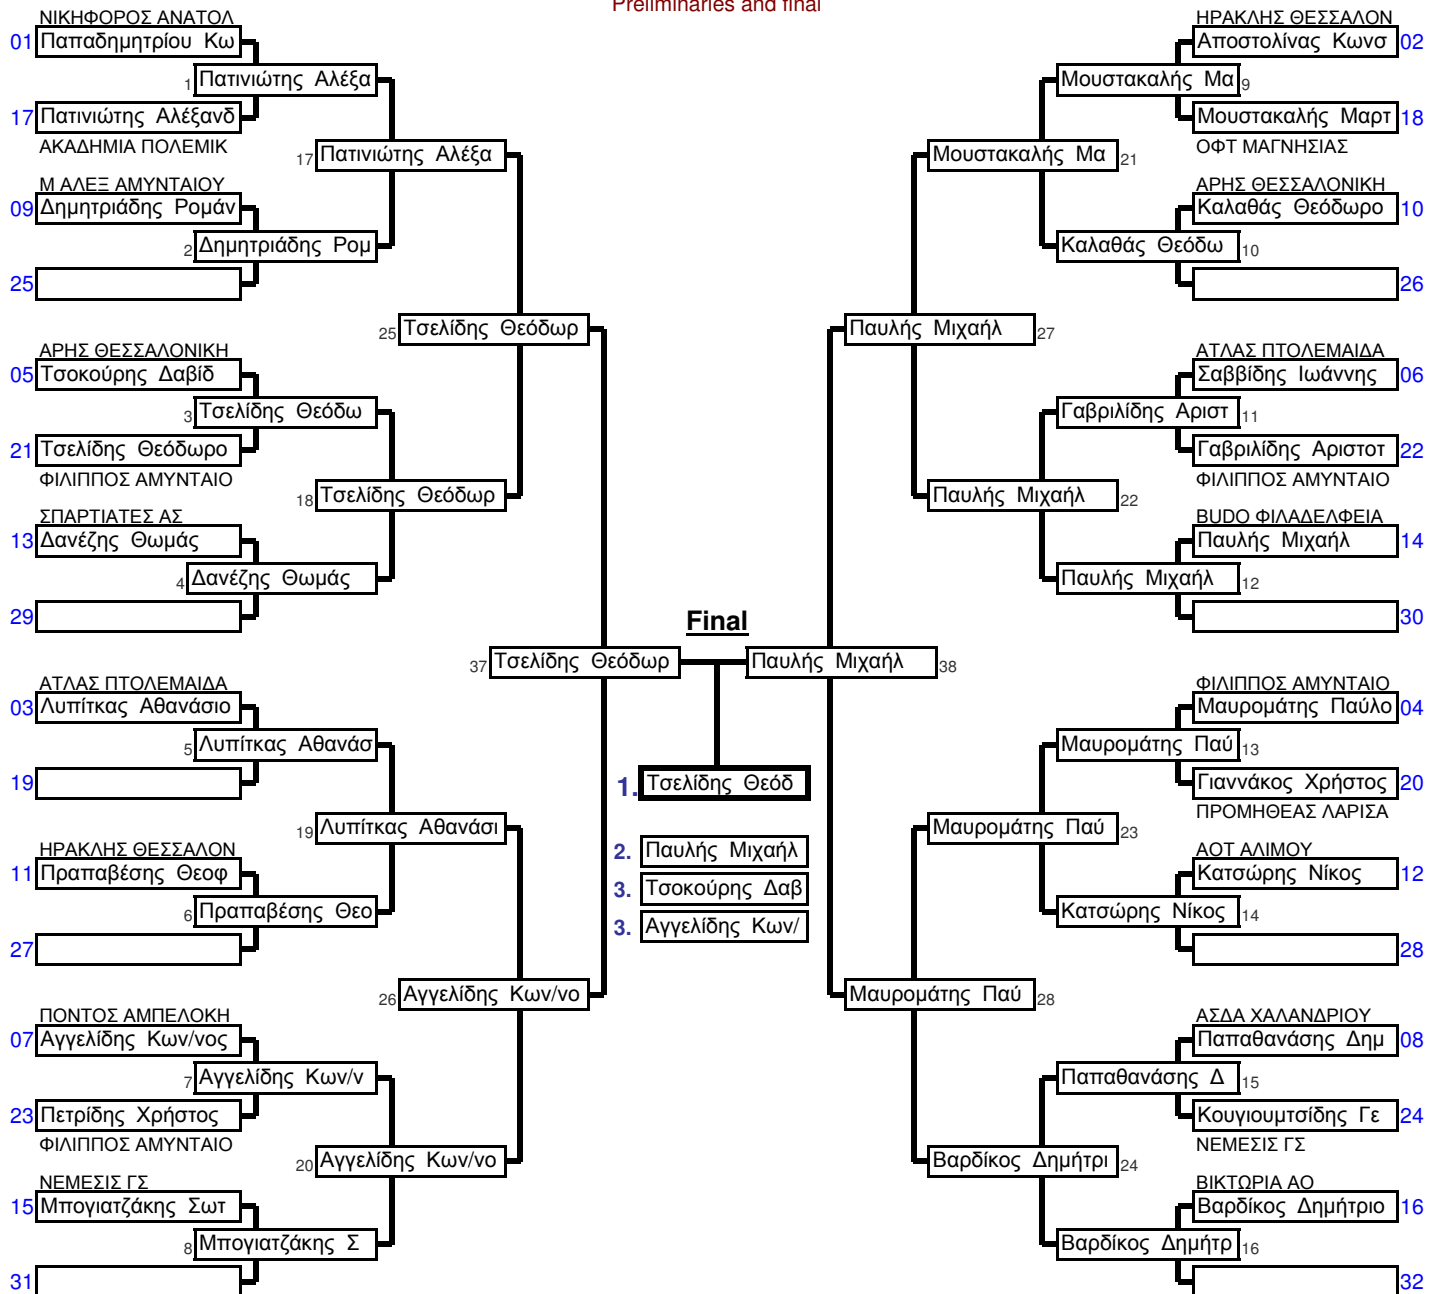 Preliminaries and final
ΝΙΚΗΦΟΡΟΣ ΑΝΑΤΟΛ
01 Παπαδημητρίου Κω
1 Πατινιώτης Αλέξα
17 Πατινιώτης Αλέξανδ
ΑΚΑΔΗΜΙΑ ΠΟΛΕΜΙΚ
17 Πατινιώτης Αλέξα
Μ ΑΛΕΞ ΑΜΥΝΤΑΙΟΥ
09 Δημητριάδης Ρομάν
2 Δημητριάδης Ρομ
25
25 Τσελίδης Θεόδωρ
ΑΡΗΣ ΘΕΣΣΑΛΟΝΙΚΗ
05 Τσοκούρης Δαβίδ
3 Τσελίδης Θεόδω
21 Τσελίδης Θεόδωρο
ΦΙΛΙΠΠΟΣ ΑΜΥΝΤΑΙΟ
18 Τσελίδης Θεόδωρ
ΣΠΑΡΤΙΑΤΕΣ ΑΣ
13 Δανέζης Θωμάς
4 Δανέζης Θωμάς
29
37 Τσελίδης Θεόδωρ
ΑΤΛΑΣ ΠΤΟΛΕΜΑΙΔΑ
03 Λυπίτκας Αθανάσιο
5 Λυπίτκας Αθανάσ
19
19 Λυπίτκας Αθανάσι
ΗΡΑΚΛΗΣ ΘΕΣΣΑΛΟΝ
11 Πραπαβέσης Θεοφ
6 Πραπαβέσης Θεο
27
26 Αγγελίδης Κων/νο
ΠΟΝΤΟΣ ΑΜΠΕΛΟΚΗ
07 Αγγελίδης Κων/νος
7 Αγγελίδης Κων/ν
23 Πετρίδης Χρήστος
ΦΙΛΙΠΠΟΣ ΑΜΥΝΤΑΙΟ
20 Αγγελίδης Κων/νο
ΝΕΜΕΣΙΣ ΓΣ
15 Μπογιατζάκης Σωτ
8 Μπογιατζάκης Σ
31
Final
1. Τσελίδης Θεόδ
2. Παυλής Μιχαήλ
3. Τσοκούρης Δαβ
3. Αγγελίδης Κων/
ΗΡΑΚΛΗΣ ΘΕΣΣΑΛΟΝ
Αποστολίνας Κωνσ 02
Μουστακαλής Μα 9
Μουστακαλής Μαρτ 18
ΟΦΤ ΜΑΓΝΗΣΙΑΣ
Μουστακαλής Μα 21
ΑΡΗΣ ΘΕΣΣΑΛΟΝΙΚΗ
Καλαθάς Θεόδωρο 10
Καλαθάς Θεόδω 10
26
Παυλής Μιχαήλ 27
ΑΤΛΑΣ ΠΤΟΛΕΜΑΙΔΑ
Σαββίδης Ιωάννης 06
Γαβριλίδης Αριστ 11
Γαβριλίδης Αριστοτ 22
ΦΙΛΙΠΠΟΣ ΑΜΥΝΤΑΙΟ
Παυλής Μιχαήλ 22
BUDO ΦΙΛΑΔΕΛΦΕΙΑ
Παυλής Μιχαήλ 14
Παυλής Μιχαήλ 12
30
Παυλής Μιχαήλ 38
ΦΙΛΙΠΠΟΣ ΑΜΥΝΤΑΙΟ
Μαυρομάτης Παύλο 04
Μαυρομάτης Παύ 13
Γιαννάκος Χρήστος 20
ΠΡΟΜΗΘΕΑΣ ΛΑΡΙΣΑ
Μαυρομάτης Παύ 23
ΑΟΤ ΑΛΙΜΟΥ
Κατσώρης Νίκος 12
Κατσώρης Νίκος 14
28
Μαυρομάτης Παύ 28
ΑΣΔΑ ΧΑΛΑΝΔΡΙΟΥ
Παπαθανάσης Δημ 08
Παπαθανάσης Δ 15
Κουγιουμτσίδης Γε 24
ΝΕΜΕΣΙΣ ΓΣ
Βαρδίκος Δημήτρι 24
ΒΙΚΤΩΡΙΑ ΑΟ
Βαρδίκος Δημήτριο 16
Βαρδίκος Δημήτρ 16
32